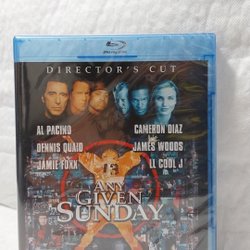 DIRECTOR'S CUT
AL PACINO CAMERON DIAZ
DENNIS QUAID JAMES WOODS
JAMIE FOXX LL COOL J
ANY
GIVEN
SUNDAY